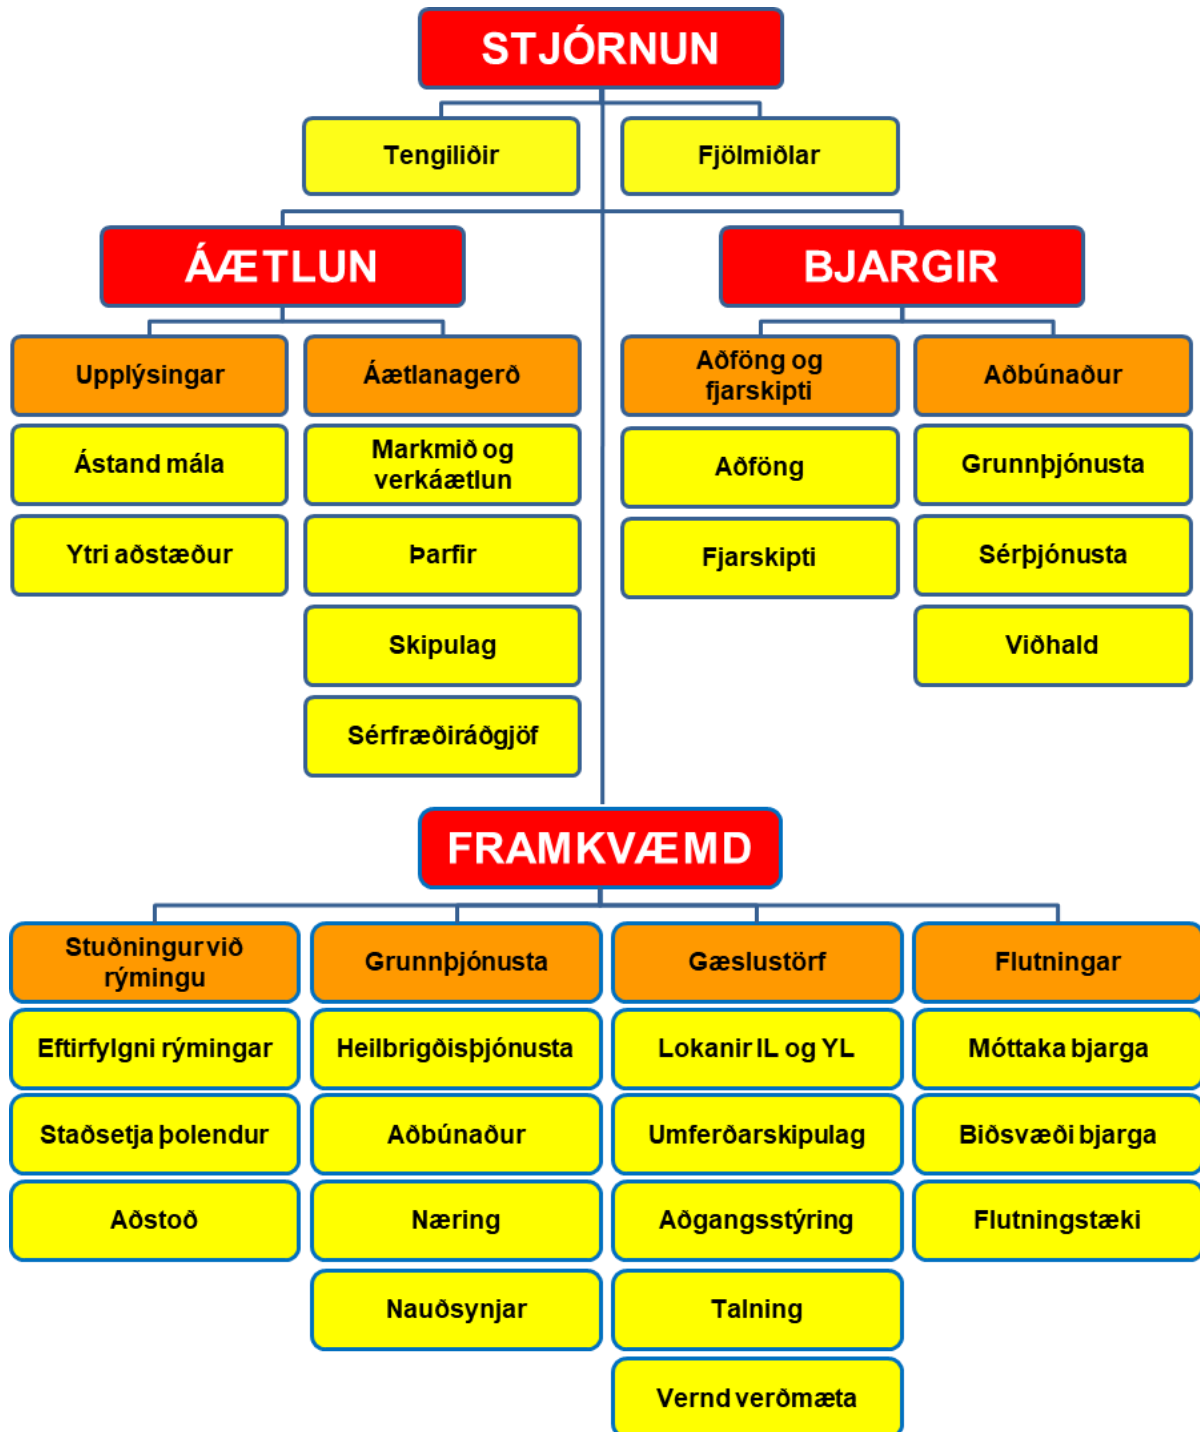 STJÓRNUN
Tengiliðir
Fjölmiðlar
ÁÆTLUN
BJARGIR
Upplýsingar
Ástand mála
Ytri aðstæður
Áætlanagerð
Markmið og
verkáætlun
Þarfir
Skipulag
Sérfræðiráðgjöf
Aðföng og
fjarskipti
Aðföng
Fjarskipti
Aðbúnaður
Grunnþjónusta
Sérþjónusta
Viðhald
FRAMKVÆMD
Stuðningur við
rýmingu
Eftirfylgni rýmingar
Staðsetja þolendur
Aðstoð
Grunnþjónusta
Heilbrigðisþjónusta
Aðbúnaður
Næring
Nauðsynjar
Gæslustörf
Lokanir IL og YL
Umferðarskipulag
Aðgangsstýring
Talning
Vernd verðmæta
Flutningar
Móttaka bjarga
Biðsvæði bjarga
Flutningstæki